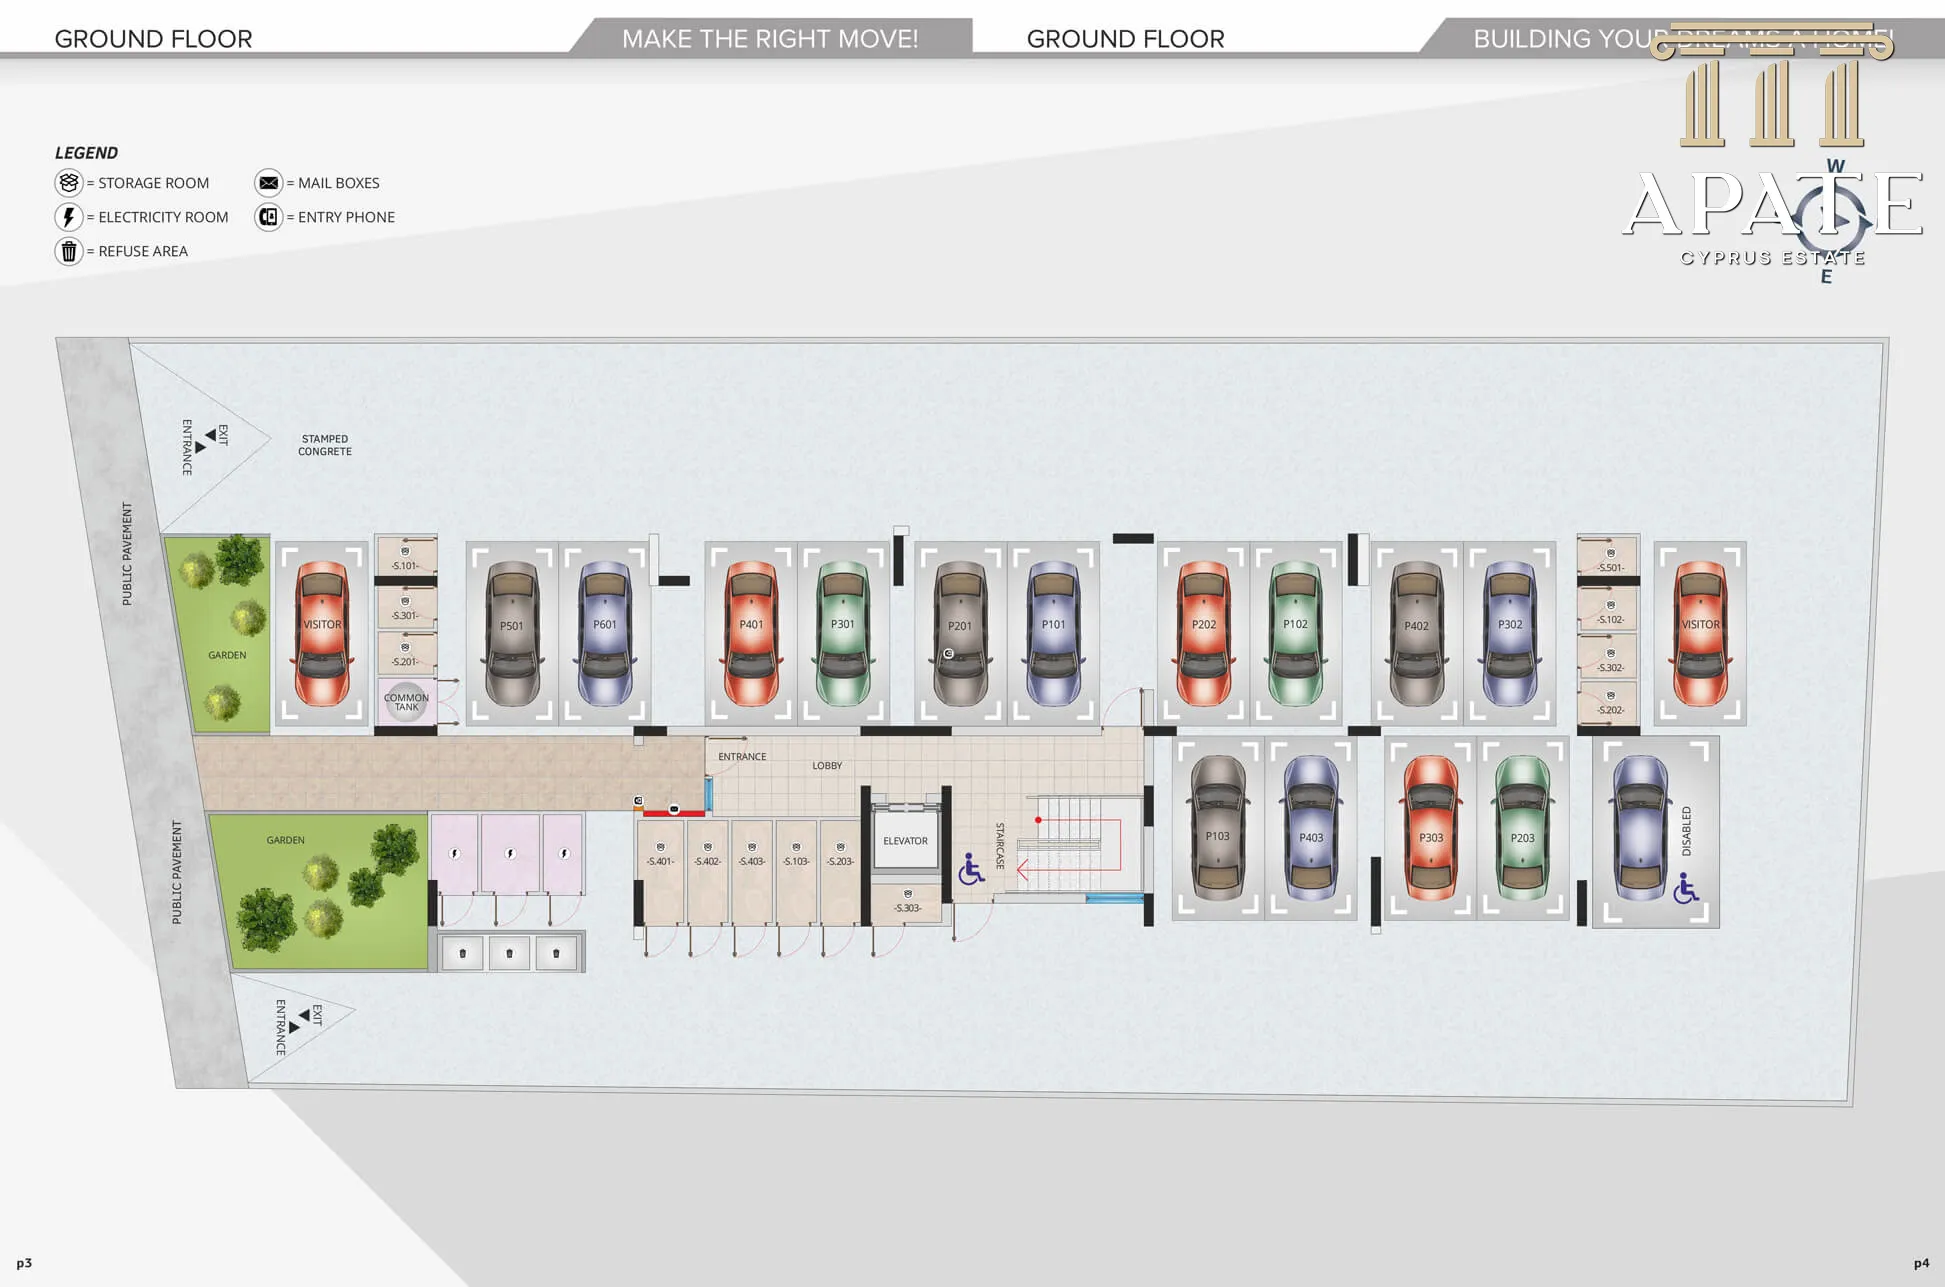 GROUND FLOOR
MAKE THE RIGHT MOVE!
GROUND FLOOR
BUILDING YOUR DREAMS A HOME!
LEGEND
= STORAGE ROOM
= MAIL BOXES
= ELECTRICITY ROOM
= ENTRY PHONE
= REFUSE AREA
W
APATE
CYPRUS ESTATE
E
EXIT
ENTRANCE
STAMPED
CONGRETE
PUBLIC PAVEMENT
GARDEN
VISITOR
-S.101-
-S.301-
-S.201-
COMMON
TANK
P501
P601
P401
P301
P201
P101
P202
P102
P402
P302
-S.501-
-S.102-
-S.302-
-S.202-
VISITOR
ENTRANCE
LOBBY
PUBLIC PAVEMENT
GARDEN
-S.401-
-S.402-
-S.403-
-S.103-
-S.203-
ELEVATOR
-S.303-
STAIRCASE
P103
P403
P303
P203
DISABLED
EXIT
ENTRANCE
p3
p4